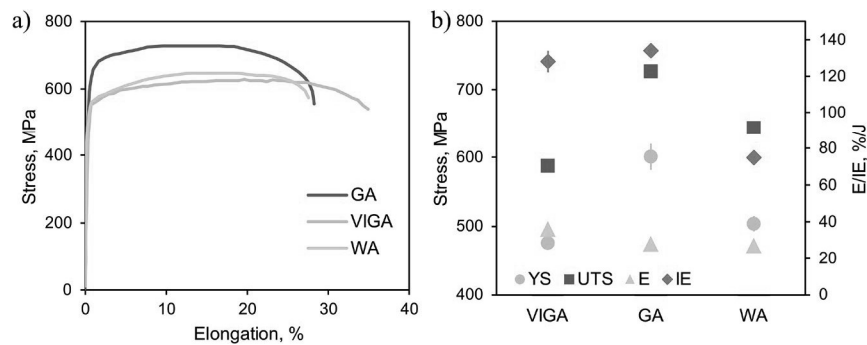 a)
Stress, MPa
800
600
400
200
0
GA
VIGA
WA
0 10 20 30 40
Elongation, %
b)
Stress, MPa
800
700
600
500
400
140
120
100
80
60
40
20
0
E/IE, %/J
YS UTS E IE
VIGA GA WA